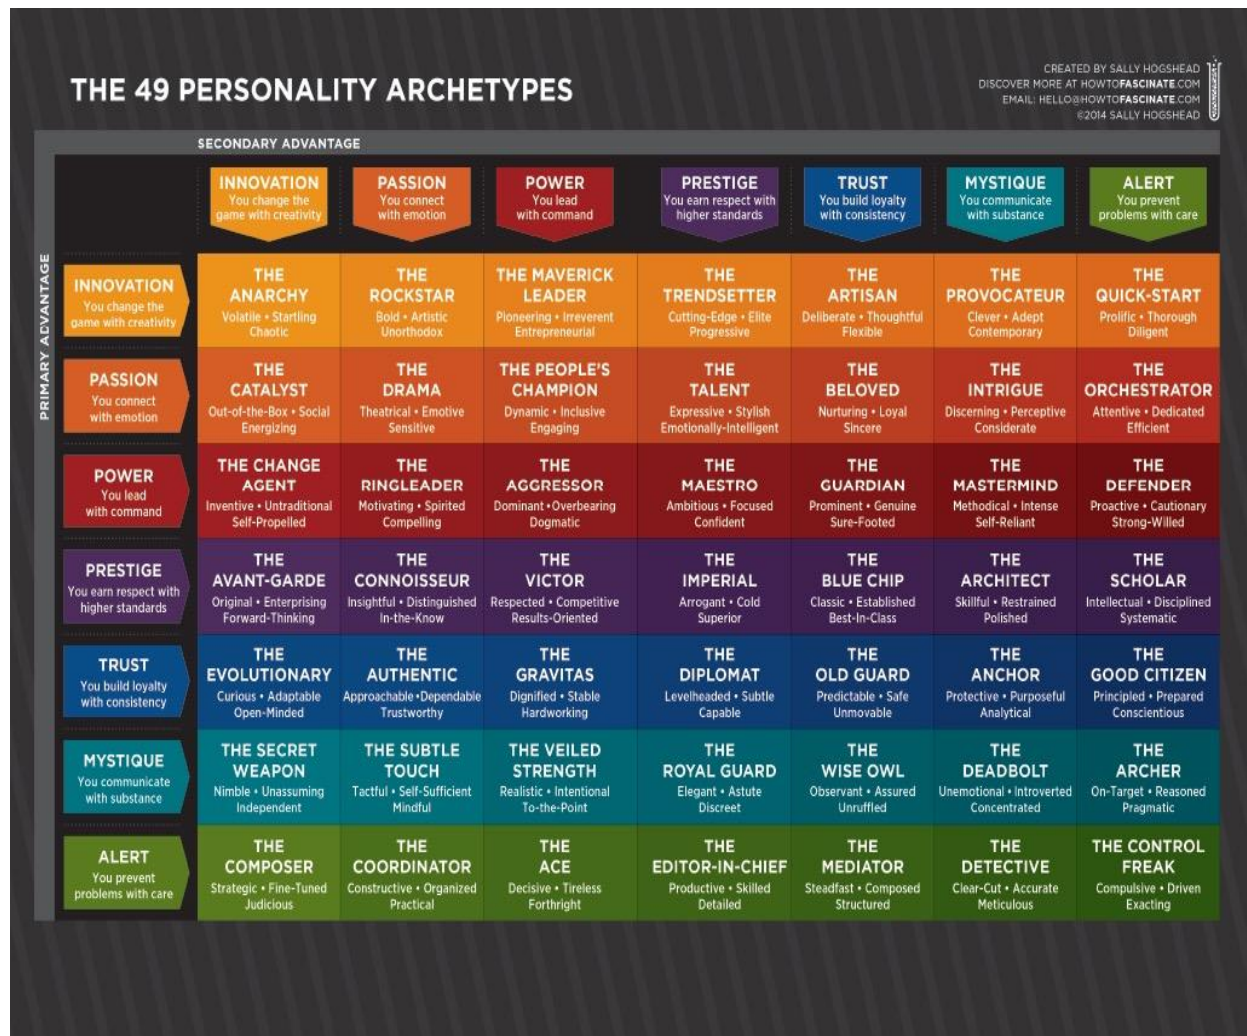 THE 49 PERSONALITY ARCHETYPES
CREATED BY SALLY HOGSHEAD
DISCOVER MORE AT HOWTOFASCINATE.COM
EMAIL: HELLO@HOWTOFASCINATE.COM
©2014 SALLY HOGSHEAD
SECONDARY ADVANTAGE
PRIMARY ADVANTAGE
INNOVATION
You change the
game with creativity
PASSION
You connect
with emotion
POWER
You lead
with command
PRESTIGE
You earn respect with
higher standards
TRUST
You build loyalty
with consistency
MYSTIQUE
You communicate
with substance
ALERT
You prevent
problems with care
INNOVATION
You change the
game with creativity
THE
ANARCHY
Volatile • Startling
Chaotic
THE
ROCKSTAR
Bold • Artistic
Unorthodox
THE MAVERICK
LEADER
Pioneering • Irreverent
Entrepreneurial
THE
TRENDSETTER
Cutting-Edge • Elite
Progressive
THE
ARTISAN
Deliberate • Thoughtful
Flexible
THE
PROVOCATEUR
Clever • Adept
Contemporary
THE
QUICK-START
Prolific • Thorough
Diligent
PASSION
You connect
with emotion
THE
CATALYST
Out-of-the-Box • Social
Energizing
THE
DRAMA
Theatrical • Emotive
Sensitive
THE PEOPLE'S
CHAMPION
Dynamic • Inclusive
Engaging
THE
TALENT
Expressive • Stylish
Emotionally-Intelligent
THE
BELOVED
Nurturing • Loyal
Sincere
THE
INTRIGUE
Discerning • Perceptive
Considerate
THE
ORCHESTRATOR
Attentive • Dedicated
Efficient
POWER
You lead
with command
THE CHANGE
AGENT
Inventive • Untraditional
Self-Propelled
THE
RINGLEADER
Motivating • Spirited
Compelling
THE
AGGRESSOR
Dominant •Overbearing
Dogmatic
THE
MAESTRO
Ambitious • Focused
Confident
THE
GUARDIAN
Prominent • Genuine
Sure-Footed
THE
MASTERMIND
Methodical • Intense
Self-Reliant
THE
DEFENDER
Proactive • Cautionary
Strong-Willed
PRESTIGE
You earn respect with
higher standards
THE
AVANT-GARDE
Original • Enterprising
Forward-Thinking
THE
CONNOISSEUR
Insightful • Distinguished
In-the-Know
THE
VICTOR
Respected • Competitive
Results-Oriented
THE
IMPERIAL
Arrogant • Cold
Superior
THE
BLUE CHIP
Classic • Established
Best-In-Class
THE
ARCHITECT
Skillful • Restrained
Polished
THE
SCHOLAR
Intellectual • Disciplined
Systematic
TRUST
You build loyalty
with consistency
THE
EVOLUTIONARY
Curious • Adaptable
Open-Minded
THE
AUTHENTIC
Approachable •Dependable
Trustworthy
THE
GRAVITAS
Dignified • Stable
Hardworking
THE
DIPLOMAT
Levelheaded • Subtle
Capable
THE
OLD GUARD
Predictable • Safe
Unmovable
THE
ANCHOR
Protective • Purposeful
Analytical
THE
GOOD CITIZEN
Principled • Prepared
Conscientious
MYSTIQUE
You communicate
with substance
THE SECRET
WEAPON
Nimble • Unassuming
Independent
THE SUBTLE
TOUCH
Tactful • Self-Sufficient
Mindful
THE VEILED
STRENGTH
Realistic • Intentional
To-the-Point
THE
ROYAL GUARD
Elegant • Astute
Discreet
THE
WISE OWL
Observant • Assured
Unruffled
THE
DEADBOLT
Unemotional • Introverted
Concentrated
THE
ARCHER
On-Target • Reasoned
Pragmatic
ALERT
You prevent
problems with care
THE
COMPOSER
Strategic • Fine-Tuned
Judicious
THE
COORDINATOR
Constructive • Organized
Practical
THE
ACE
Decisive • Tireless
Forthright
THE
EDITOR-IN-CHIEF
Productive • Skilled
Detailed
THE
MEDIATOR
Steadfast • Composed
Structured
THE
DETECTIVE
Clear-Cut • Accurate
Meticulous
THE CONTROL
FREAK
Compulsive • Driven
Exacting